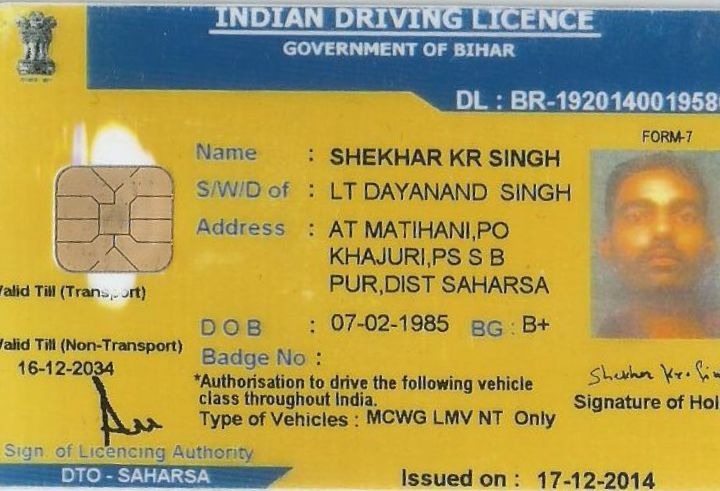 INDIAN DRIVING LICENCE
GOVERNMENT OF BIHAR
DL : BR-192014001958
FORM-7
Name : SHEKHAR KR SINGH
S/W/D of : LT DAYANAND SINGH
Address : AT MATIHANI,PO
KHAJURI,PS S B
PUR,DIST SAHARSA
Valid Till (Transport)
D O B : 07-02-1985 BG : B+
Valid Till (Non-Transport)
16-12-2034
Badge No :
*Authorisation to drive the following vehicle
class throughout India.
Type of Vehicles : MCWG LMV NT Only
Shekhar Kr.
Signature of Hol
Sign. of Licencing Authority
DTO - SAHARSA
Issued on : 17-12-2014